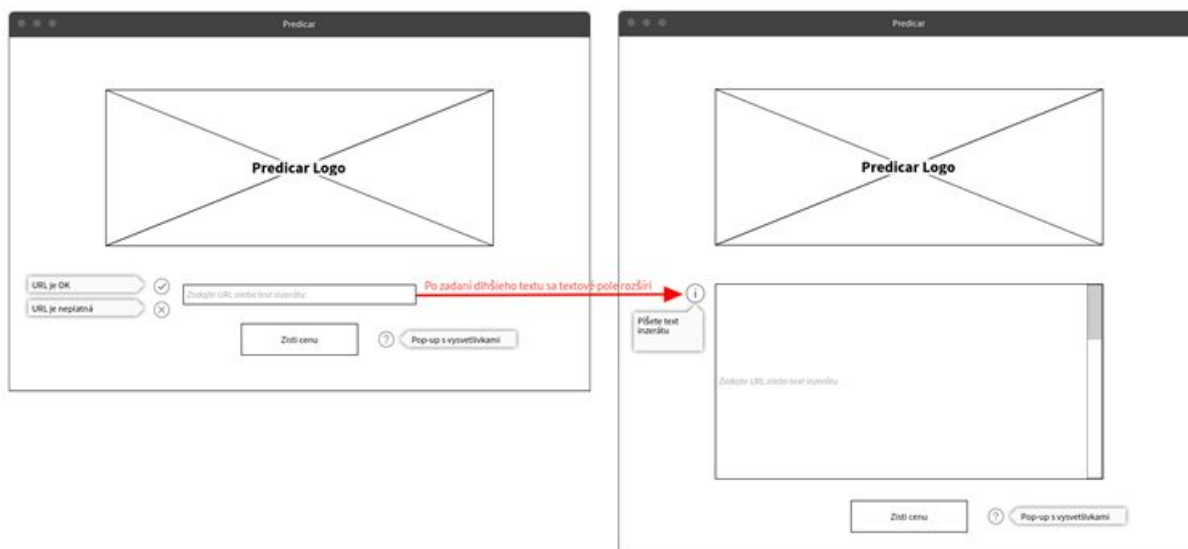 Predicar
Predicar Logo
URL je OK
URL je neplatná
Zadajte URL alebo text inzerátu
Zisti cenu
Pop-up s vysvetlivkami
Po zadaní dlhšieho textu sa textové pole rozšíri
Predicar
Predicar Logo
Píšete text
inzerátu
Zadajte URL alebo text inzerátu
Zisti cenu
Pop-up s vysvetlivkami